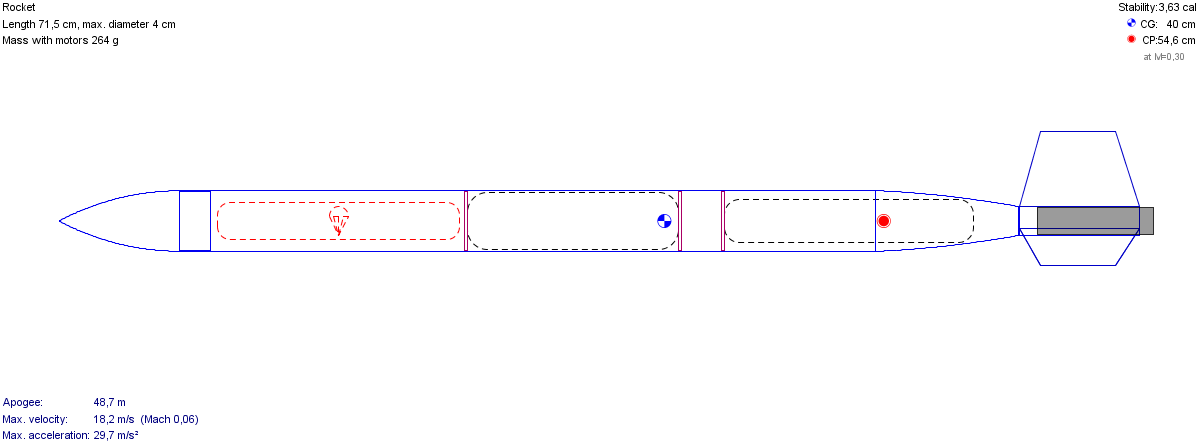 Rocket
Length 71,5 cm, max. diameter 4 cm
Mass with motors 264 g
Stability:3,63 cal
CG: 40 cm
CP:54,6 cm
at M=0,30
Apogee: 48,7 m
Max. velocity: 18,2 m/s (Mach 0,06)
Max. acceleration: 29,7 m/s²